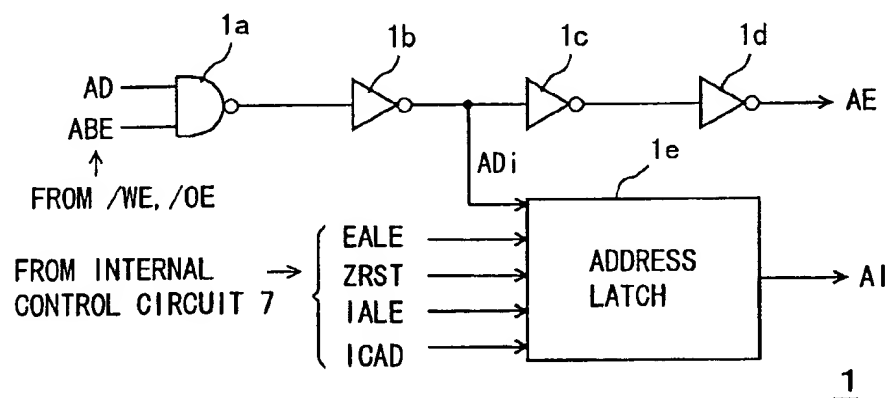 1a
1b
1c
1d
AD
ABE
AE
FROM /WE, /OE
ADi
1e
FROM INTERNAL
CONTROL CIRCUIT 7
EALE
ZRST
IALE
ICAD
ADDRESS
LATCH
AI
1